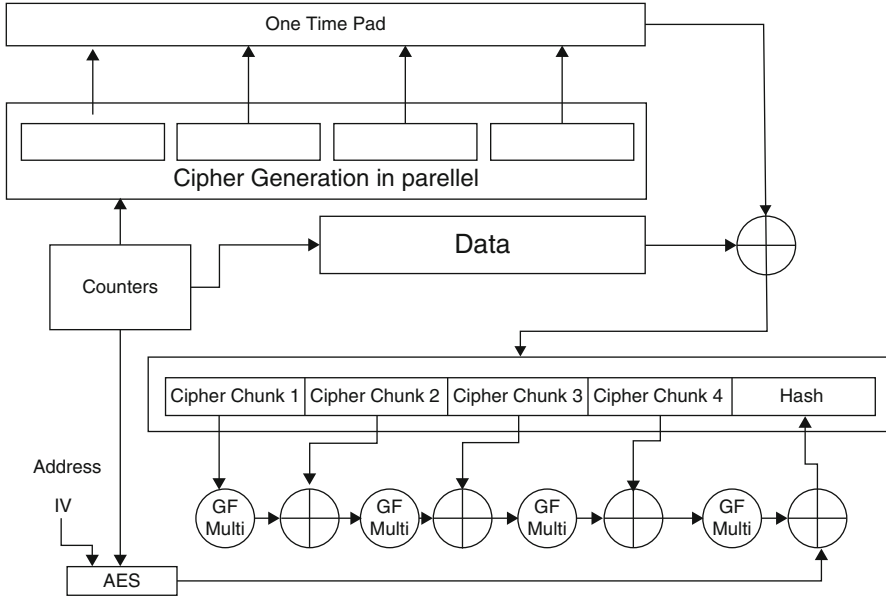 One Time Pad
Cipher Generation in parellel
Data
Counters
Cipher Chunk 1
Cipher Chunk 2
Cipher Chunk 3
Cipher Chunk 4
Hash
Address
IV
GF
Multi
GF
Multi
GF
Multi
GF
Multi
AES